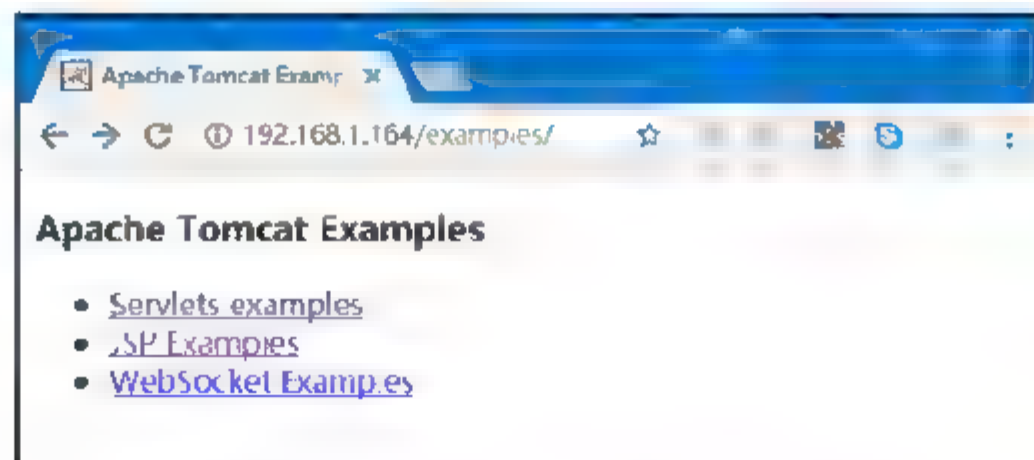 Apache Tomcat Examp
192.168.1.164/examples/
Apache Tomcat Examples
Servlets examples
JSP Examples
WebSocket Examples